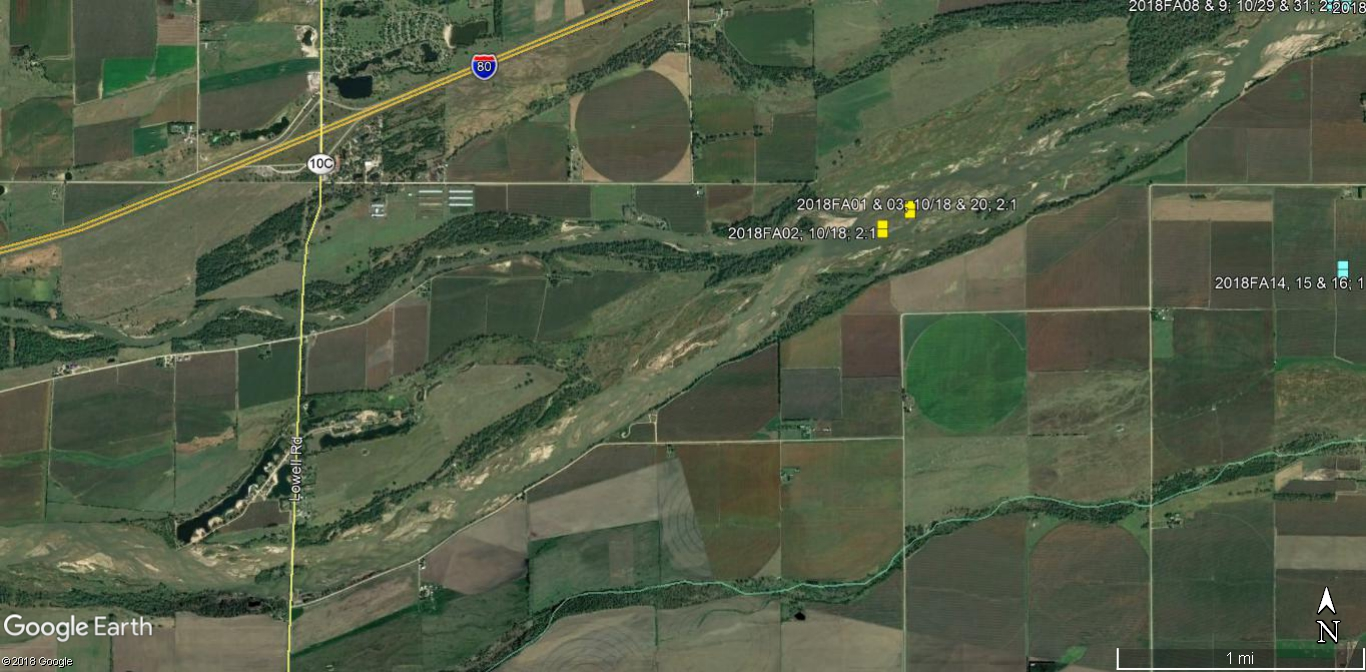 2018FA08 & 9; 10/29 & 31; 2:
2018
80
10C
2018FA01 & 03; 10/18 & 20, 2:1
2018FA02; 10/18; 2:1
2018FA14, 15 & 16; 1
Lowell Rd
Google Earth
N
©2018 Google
1 mi